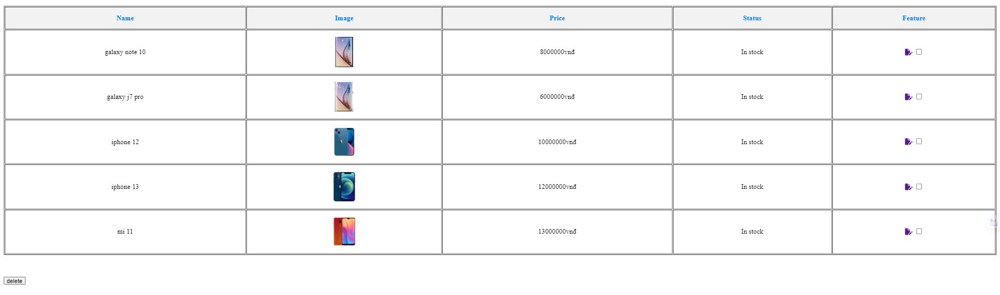 Name Image Price Status Feature
galaxy note 10 8000000vnđ In stock
galaxy j7 pro 6000000vnđ In stock
iphone 12 10000000vnđ In stock
iphone 13 12000000vnđ In stock
mi 11 13000000vnđ In stock
delete